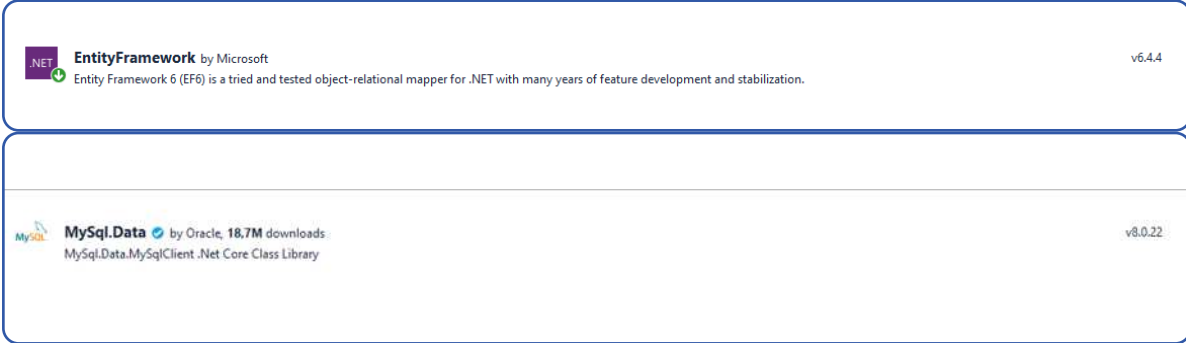 .NET
EntityFramework by Microsoft
v6.4.4
Entity Framework 6 (EF6) is a tried and tested object-relational mapper for .NET with many years of feature development and stabilization.
MySQL
MySql.Data by Oracle, 18,7M downloads
v8.0.22
MySql.Data.MySqlClient .Net Core Class Library